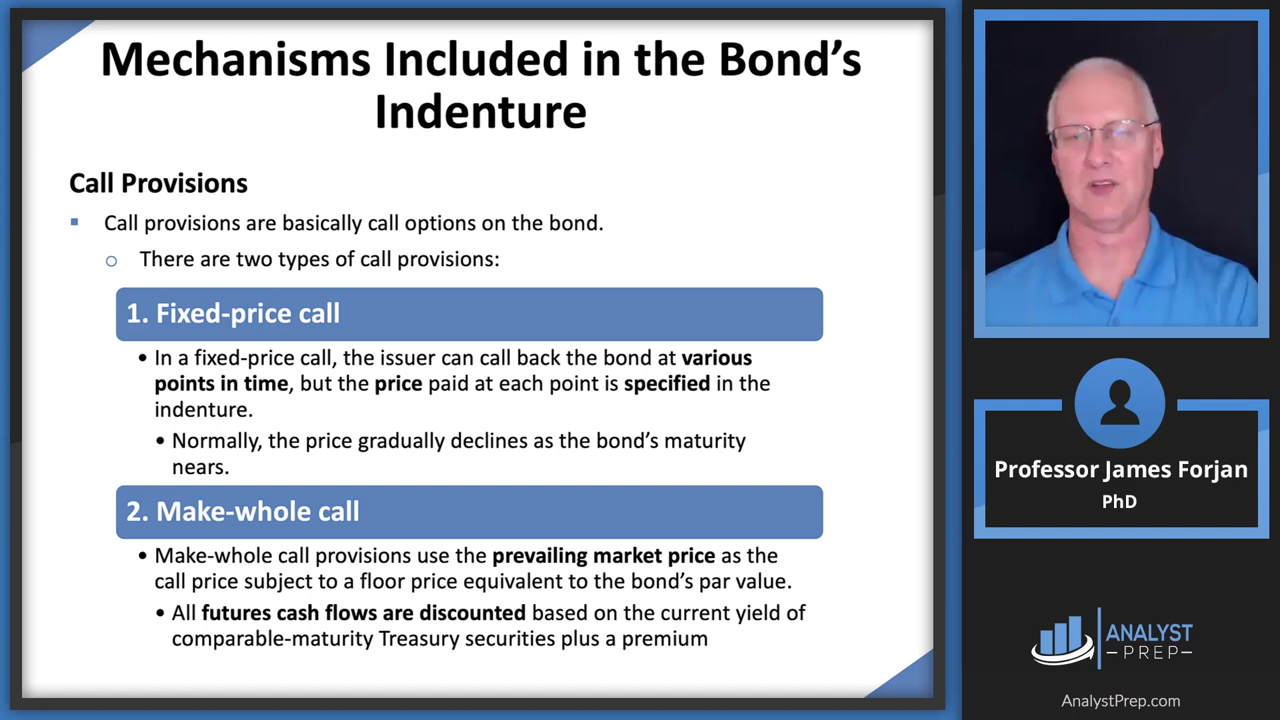 Mechanisms Included in the Bond’s
Indenture
Call Provisions
Call provisions are basically call options on the bond.
There are two types of call provisions:
1. Fixed-price call
In a fixed-price call, the issuer can call back the bond at various
points in time, but the price paid at each point is specified in the
indenture.
Normally, the price gradually declines as the bond’s maturity
nears.
2. Make-whole call
Make-whole call provisions use the prevailing market price as the
call price subject to a floor price equivalent to the bond’s par value.
All futures cash flows are discounted based on the current yield of
comparable-maturity Treasury securities plus a premium
Professor James Forjan
PhD
ANALYST
PREP
AnalystPrep.com